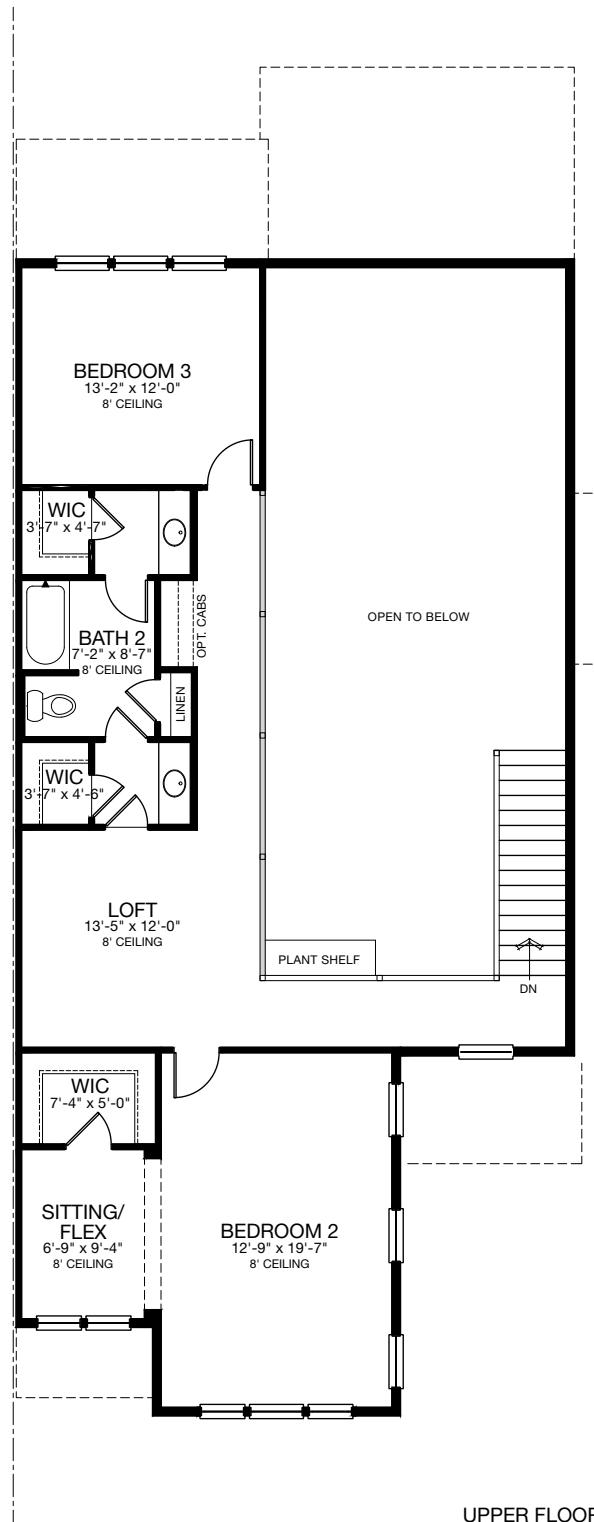 BEDROOM 3
13'-2" x 12'-0"
8' CEILING
WIC
3'-7" x 4'-7"
OPT. CABS
OPEN TO BELOW
BATH 2
7'-2" x 8'-7"
8' CEILING
LINEN
WIC
3'-7" x 4'-6"
LOFT
13'-5" x 12'-0"
8' CEILING
PLANT SHELF
DN
WIC
7'-4" x 5'-0"
SITTING/
FLEX
6'-9" x 9'-4"
8' CEILING
BEDROOM 2
12'-9" x 19'-7"
8' CEILING
UPPER FLOOR